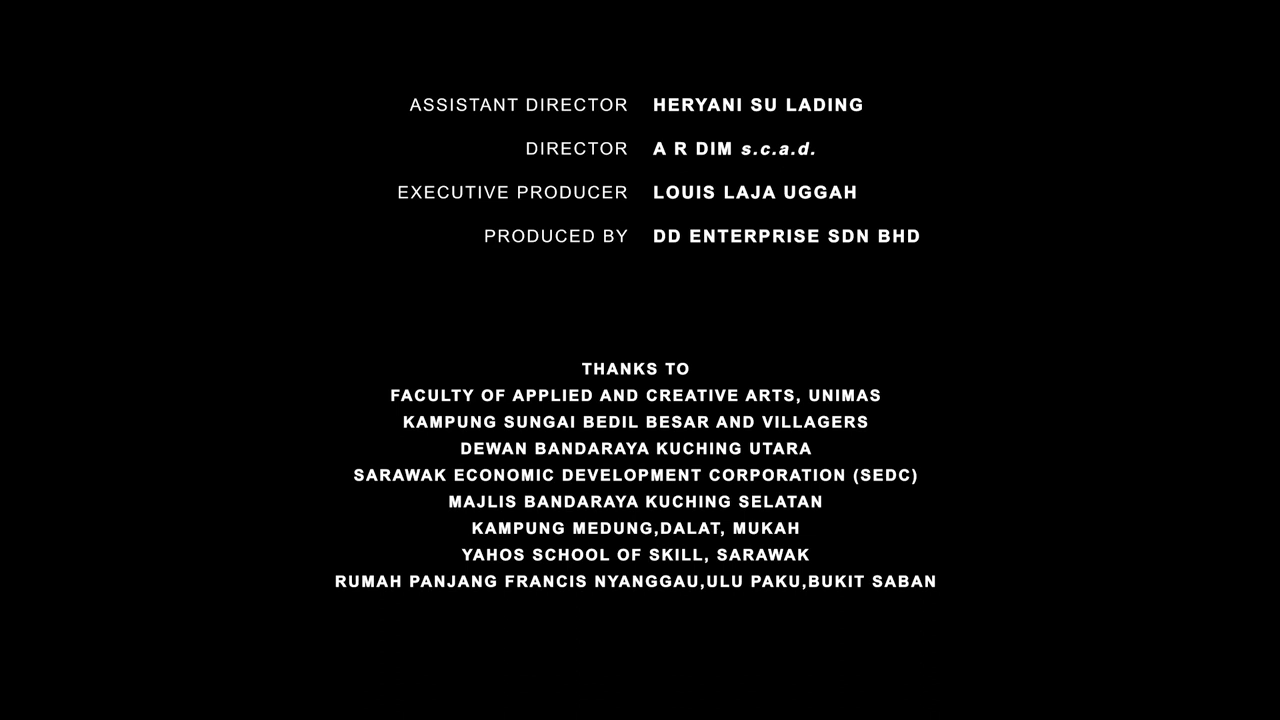 ASSISTANT DIRECTOR HERYANI SU LADING
DIRECTOR A R DIM s.c.a.d.
EXECUTIVE PRODUCER LOUIS LAJA UGGAH
PRODUCED BY DD ENTERPRISE SDN BHD
THANKS TO
FACULTY OF APPLIED AND CREATIVE ARTS, UNIMAS
KAMPUNG SUNGAI BEDIL BESAR AND VILLAGERS
DEWAN BANDARAYA KUCHING UTARA
SARAWAK ECONOMIC DEVELOPMENT CORPORATION (SEDC)
MAJLIS BANDARAYA KUCHING SELATAN
KAMPUNG MEDUNG,DALAT, MUKAH
YAHOS SCHOOL OF SKILL, SARAWAK
RUMAH PANJANG FRANCIS NYANGGAU,ULU PAKU,BUKIT SABAN